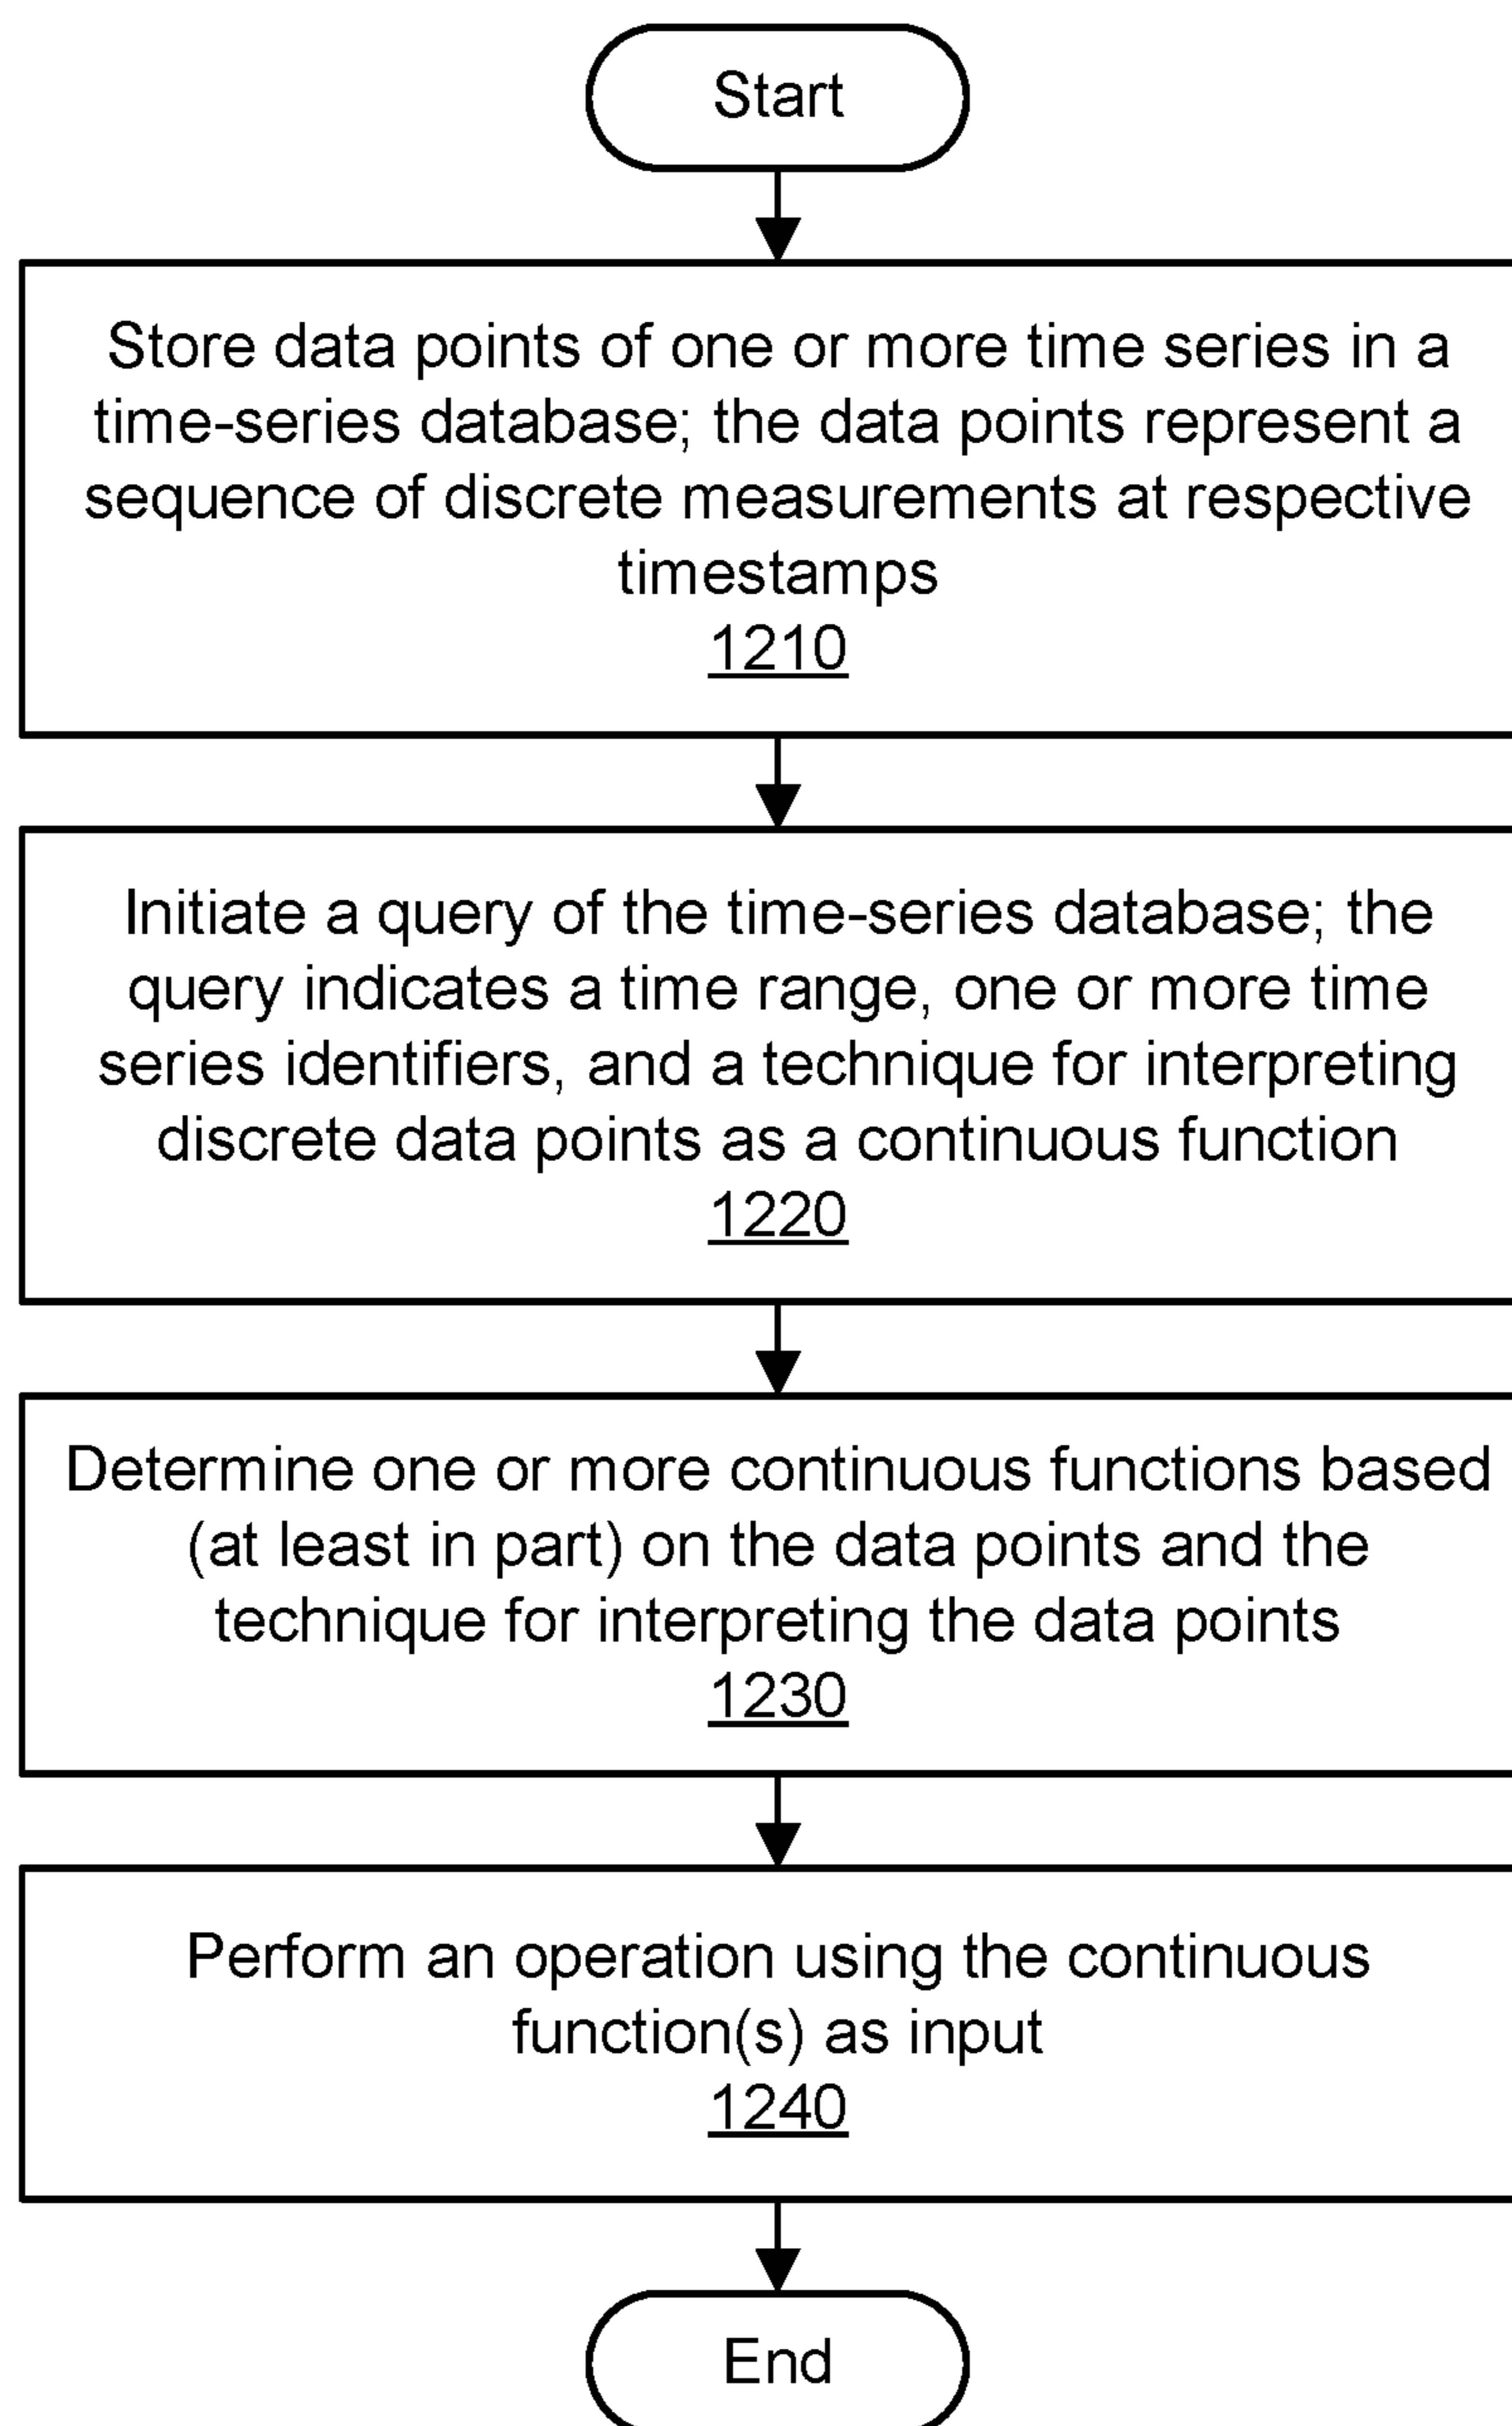 Start
Store data points of one or more time series in a
time-series database; the data points represent a
sequence of discrete measurements at respective
timestamps
1210
Initiate a query of the time-series database; the
query indicates a time range, one or more time
series identifiers, and a technique for interpreting
discrete data points as a continuous function
1220
Determine one or more continuous functions based
(at least in part) on the data points and the
technique for interpreting the data points
1230
Perform an operation using the continuous
function(s) as input
1240
End